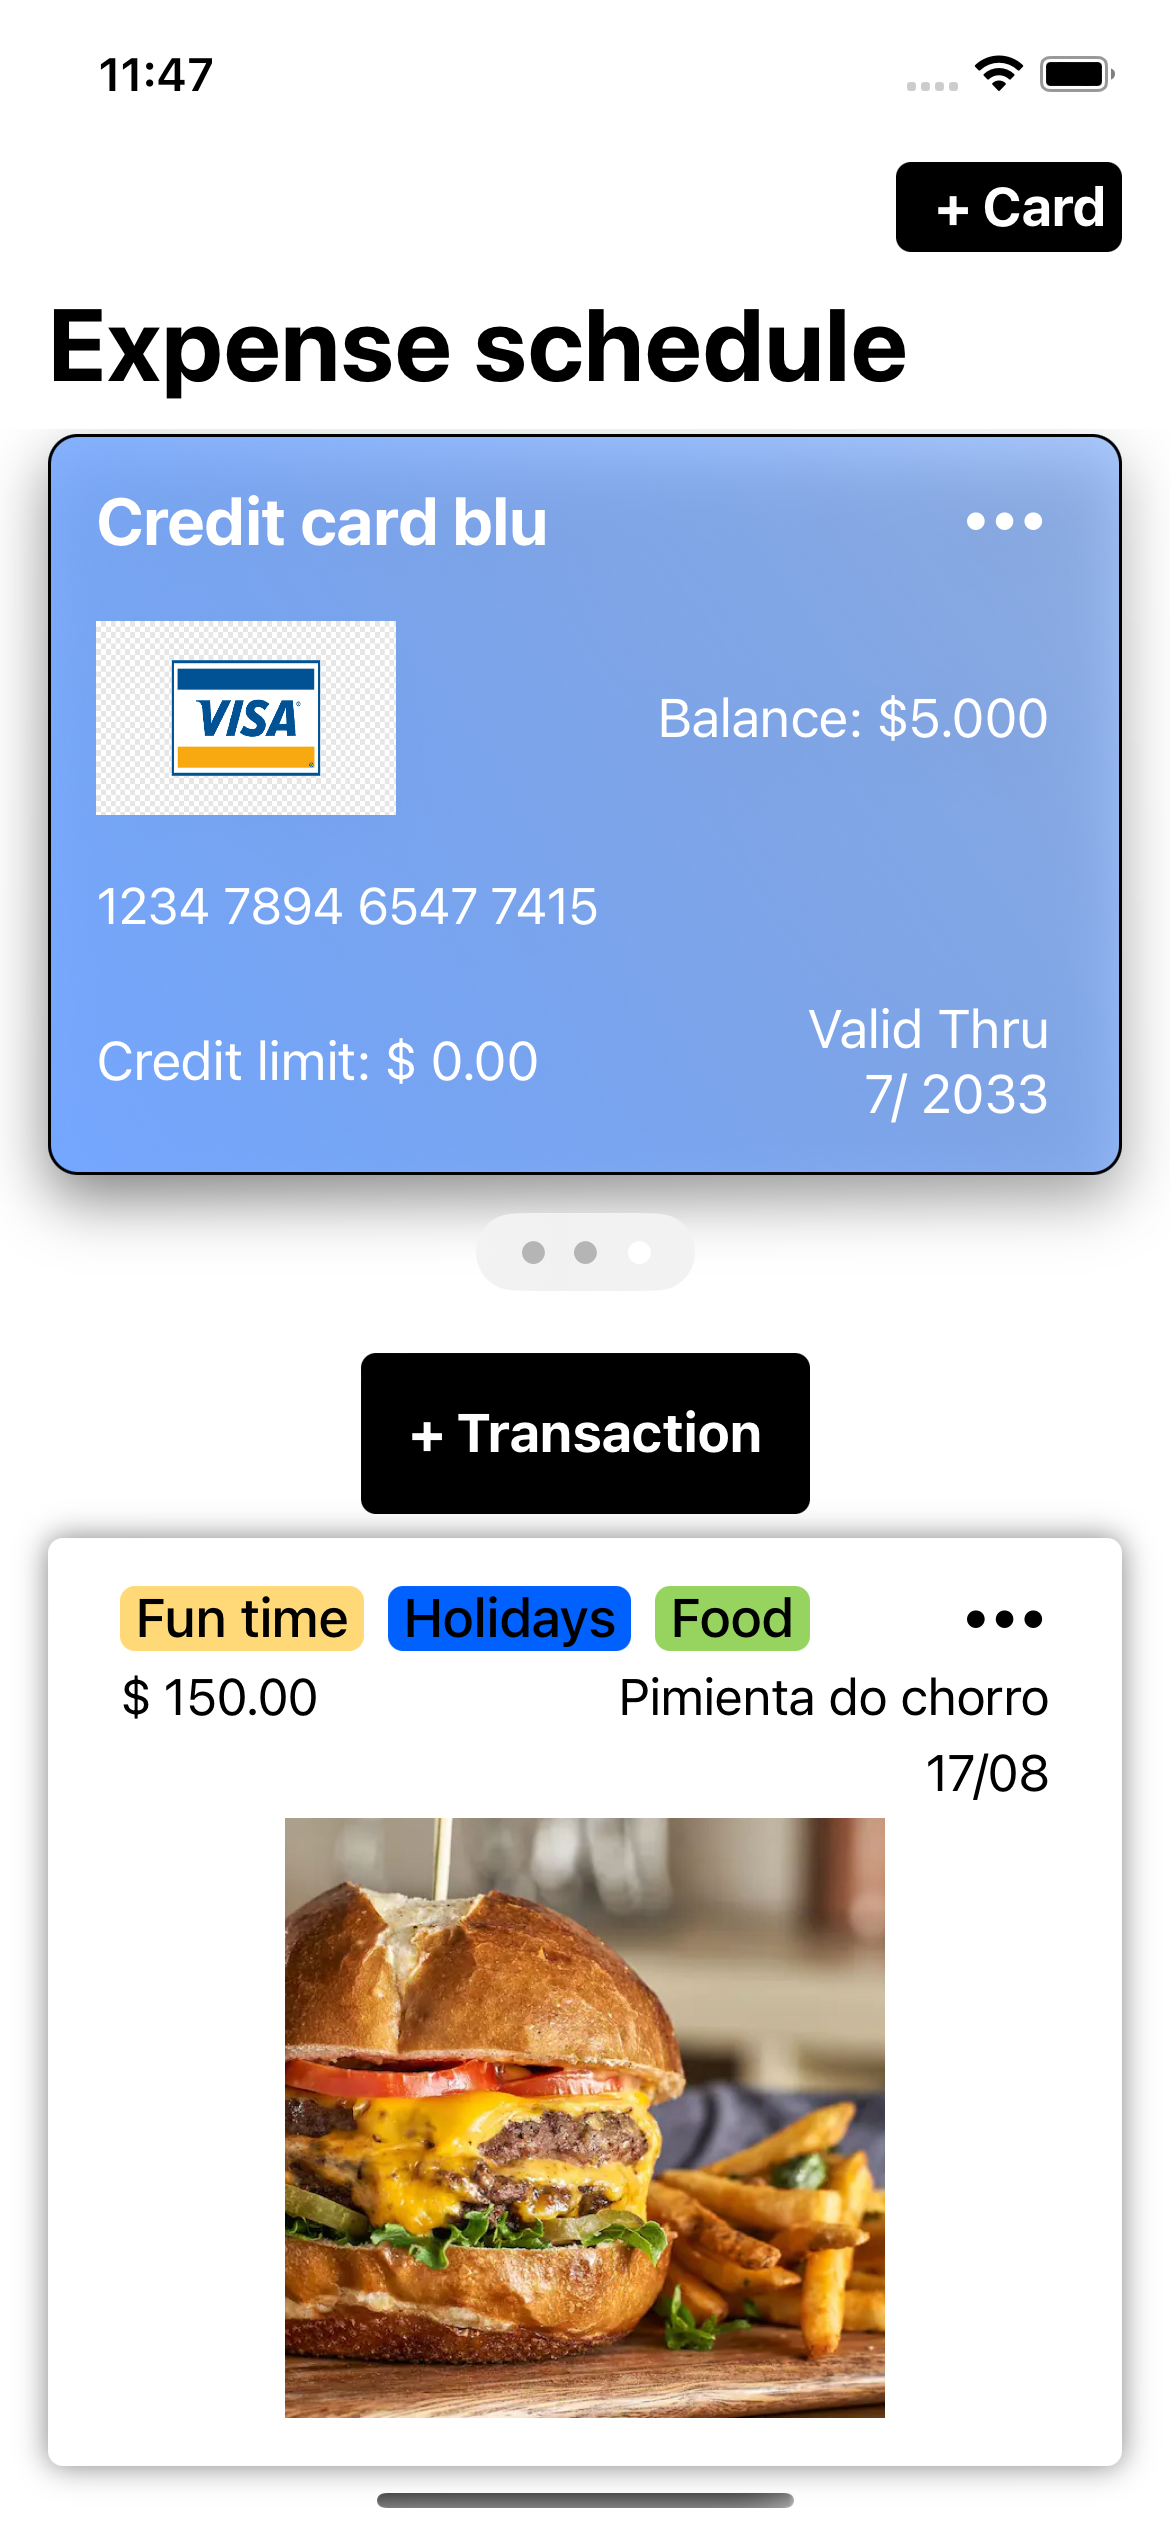 11:47
+ Card
Expense schedule
Credit card blu
VISA
Balance: $5.000
1234 7894 6547 7415
Credit limit: $ 0.00
Valid Thru
7/ 2033
+ Transaction
Fun time Holidays Food
$ 150.00 Pimienta do chorro
17/08